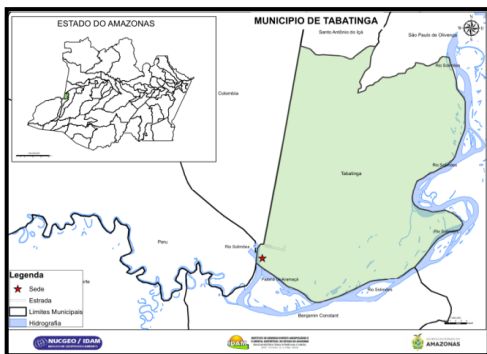 ESTADO DO AMAZONAS
MUNICIPIO DE TABATINGA
Santo Antônio do Içá
São Paulo de Olivença
Rio Solimões
Colombia
Rio Solimões
Tabatinga
Rio Solimões
Peru
Rio Solimões
Rio Solimões
Benjamin Constant
Legenda
Sede
Estrada
Limites Municipais
Hidrografia
NUCGEO / IDAM
IDAM
AMAZONAS